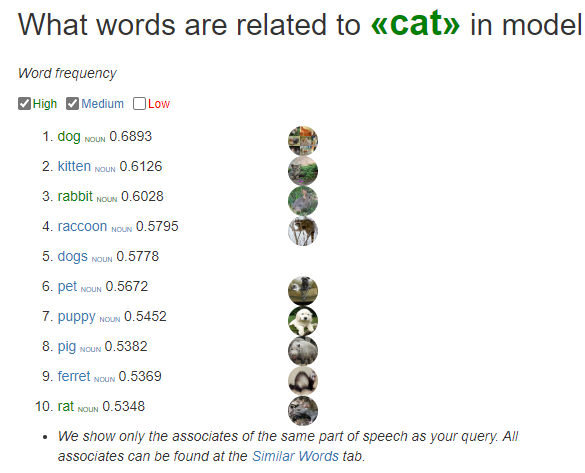 What words are related to «cat» in model
Word frequency
High Medium Low
1. dog NOUN 0.6893
2. kitten NOUN 0.6126
3. rabbit NOUN 0.6028
4. raccoon NOUN 0.5795
5. dogs NOUN 0.5778
6. pet NOUN 0.5672
7. puppy NOUN 0.5452
8. pig NOUN 0.5382
9. ferret NOUN 0.5369
10. rat NOUN 0.5348
• We show only the associates of the same part of speech as your query. All
associates can be found at the Similar Words tab.